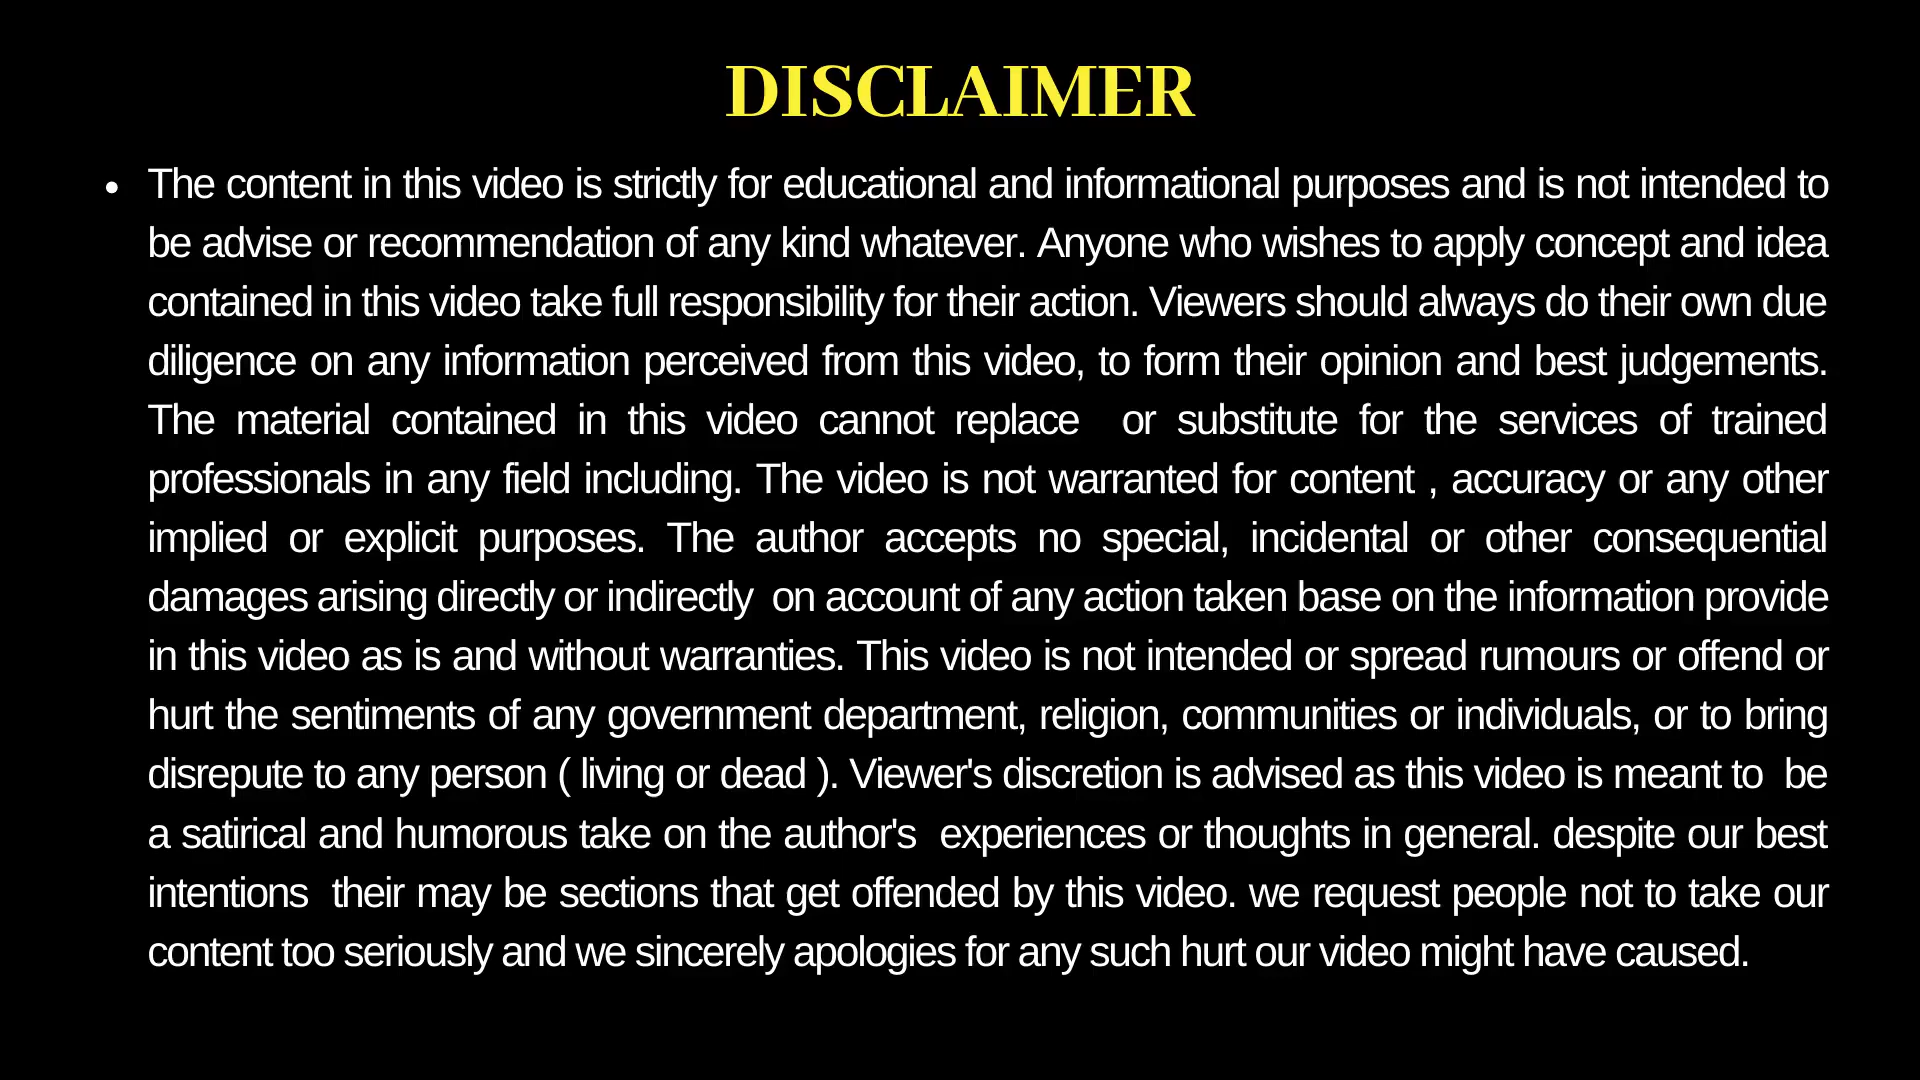 DISCLAIMER
• The content in this video is strictly for educational and informational purposes and is not intended to
be advise or recommendation of any kind whatever. Anyone who wishes to apply concept and idea
contained in this video take full responsibility for their action. Viewers should always do their own due
diligence on any information perceived from this video, to form their opinion and best judgements.
The material contained in this video cannot replace or substitute for the services of trained
professionals in any field including. The video is not warranted for content , accuracy or any other
implied or explicit purposes. The author accepts no special, incidental or other consequential
damages arising directly or indirectly on account of any action taken base on the information provide
in this video as is and without warranties. This video is not intended or spread rumours or offend or
hurt the sentiments of any government department, religion, communities or individuals, or to bring
disrepute to any person ( living or dead ). Viewer's discretion is advised as this video is meant to be
a satirical and humorous take on the author's experiences or thoughts in general. despite our best
intentions their may be sections that get offended by this video. we request people not to take our
content too seriously and we sincerely apologies for any such hurt our video might have caused.